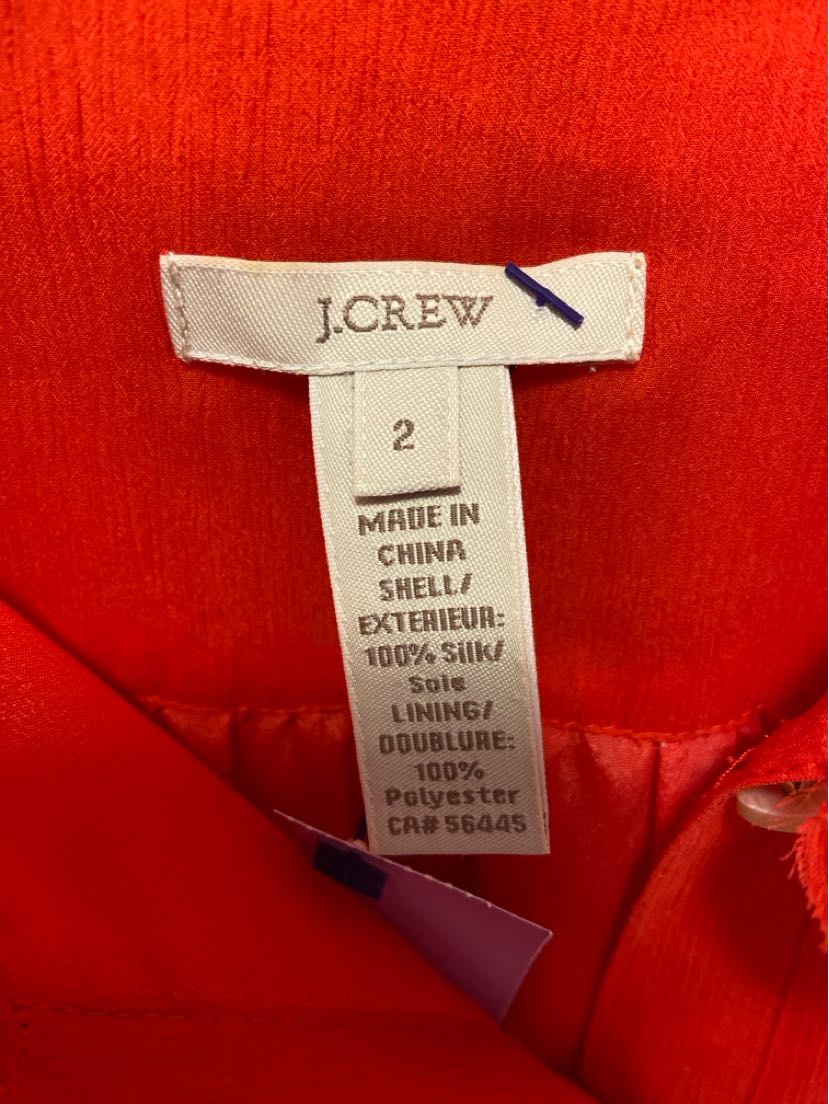 J.CREW
2
MADE IN
CHINA
SHELL/
EXTERIEUR:
100% Silk/
Soie
LINING/
DOUBLURE:
100%
Polyester
CA# 56445